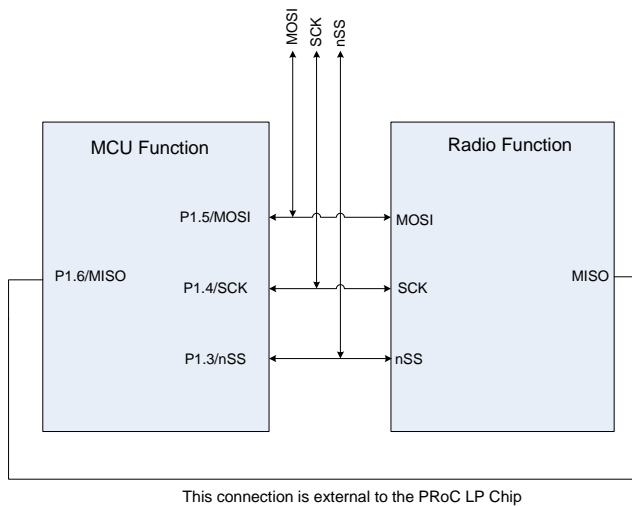 MOSI
SCK
nSS
MCU Function
Radio Function
P1.5/MOSI
MOSI
P1.6/MISO
P1.4/SCK
SCK
MISO
P1.3/nSS
nSS
This connection is external to the PRoC LP Chip